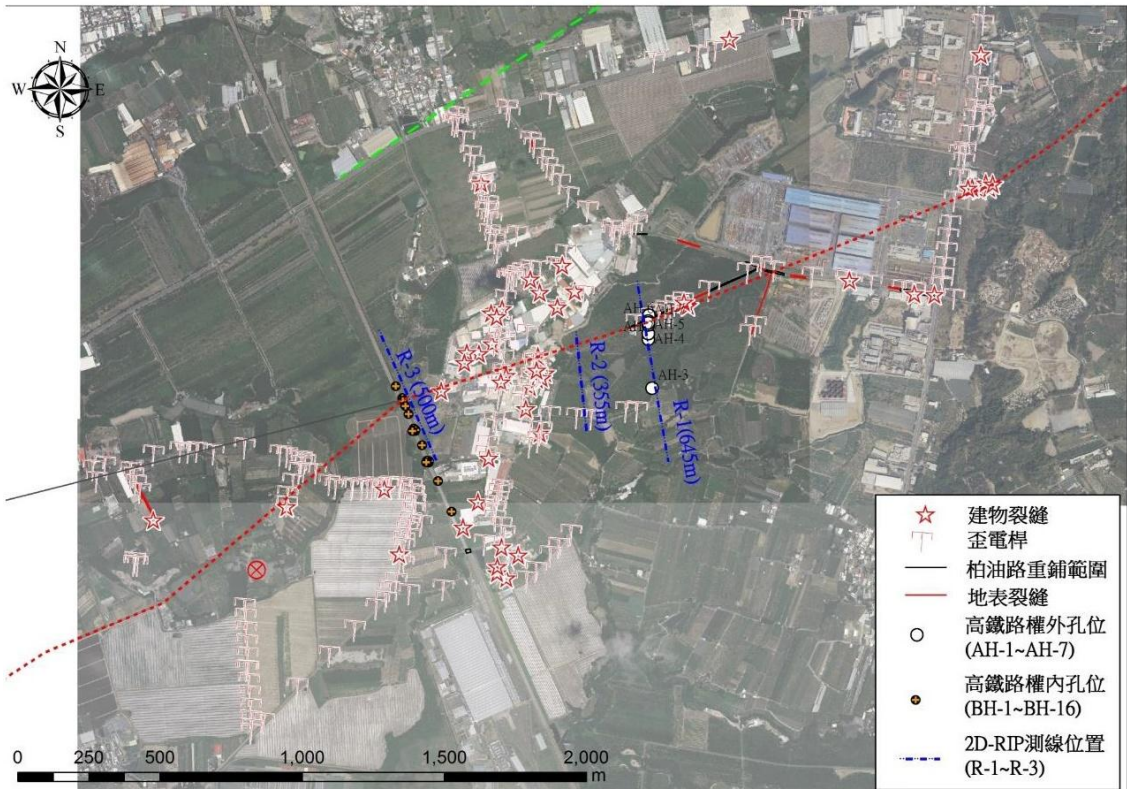 N
W E
S
AH-5
AH-4
AH-3
R-3 (500m)
R-2 (355m)
R-1(645m)
建物裂縫
歪電桿
柏油路重鋪範圍
地表裂縫
高鐵路權外孔位
(AH-1~AH-7)
高鐵路權內孔位
(BH-1~BH-16)
2D-RIP測線位置
(R-1~R-3)
0 250 500 1,000 1,500 2,000
m